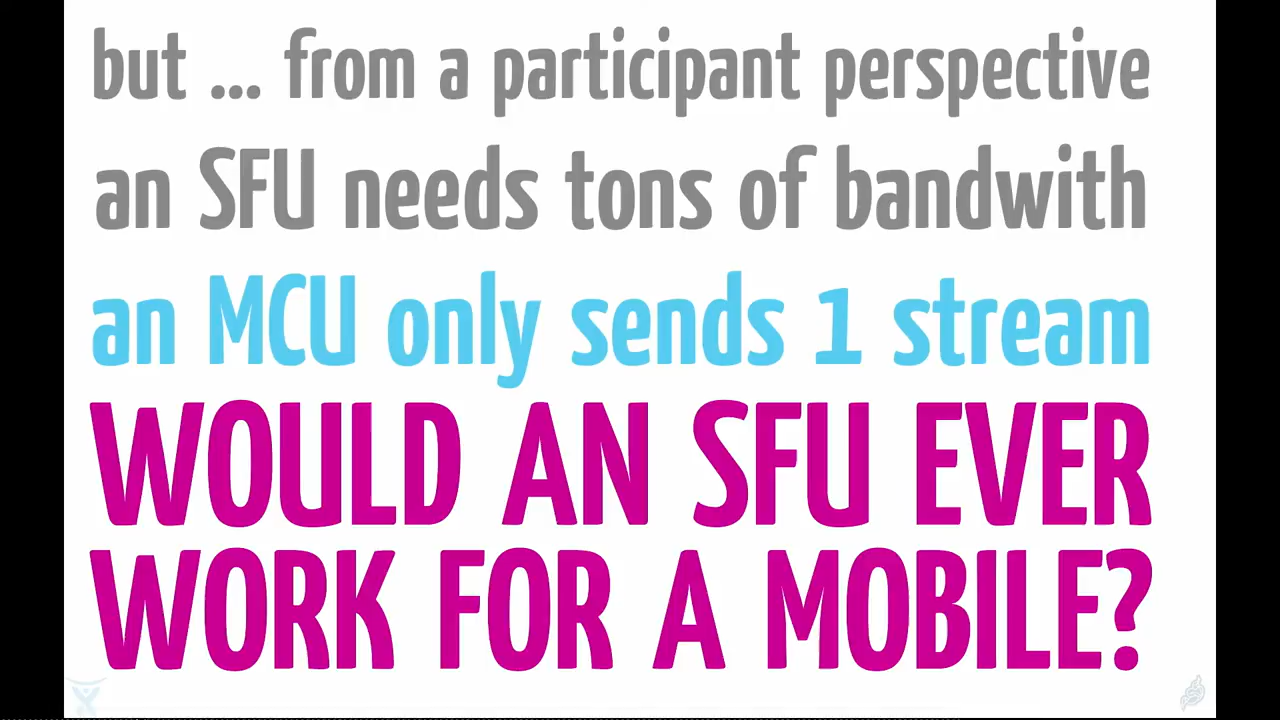 but ... from a participant perspective
an SFU needs tons of bandwith
an MCU only sends 1 stream
WOULD AN SFU EVER
WORK FOR A MOBILE?